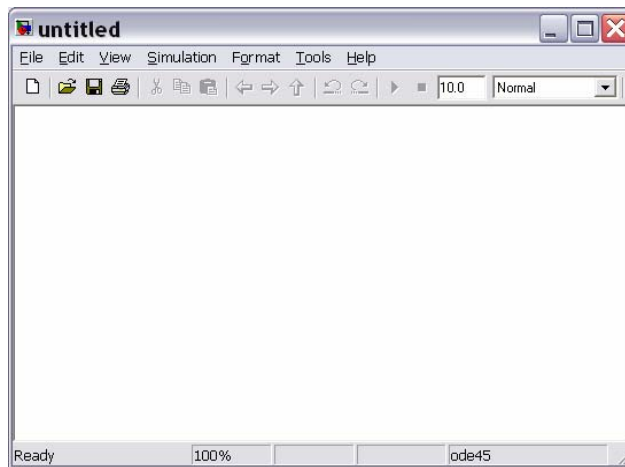 untitled
File Edit View Simulation Format Tools Help
10.0 Normal
Ready 100% ode45